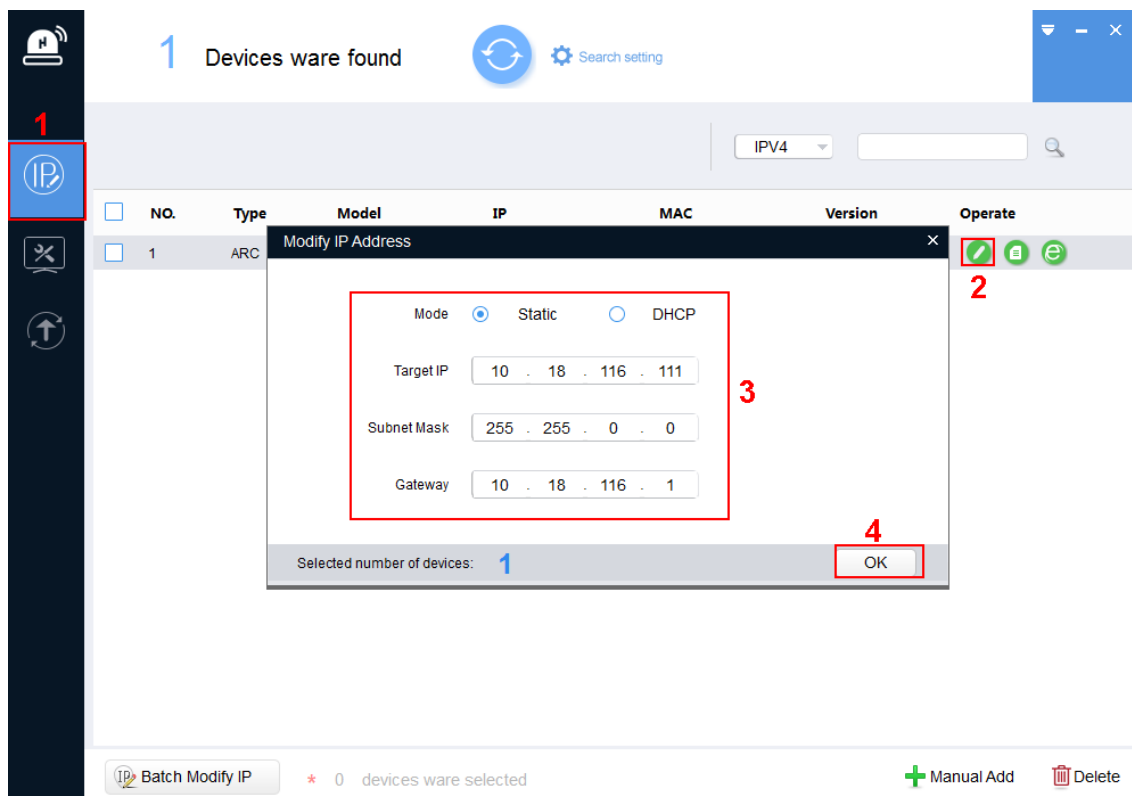 1 Devices ware found Search setting
1
IP
IPV4
NO. Type Model IP MAC Version Operate
1 ARC
2
Modify IP Address
Mode Static DHCP
Target IP 10 . 18 . 116 . 111
3
Subnet Mask 255 . 255 . 0 . 0
Gateway 10 . 18 . 116 . 1
4
Selected number of devices: 1 OK
IP Batch Modify IP * 0 devices ware selected Manual Add Delete